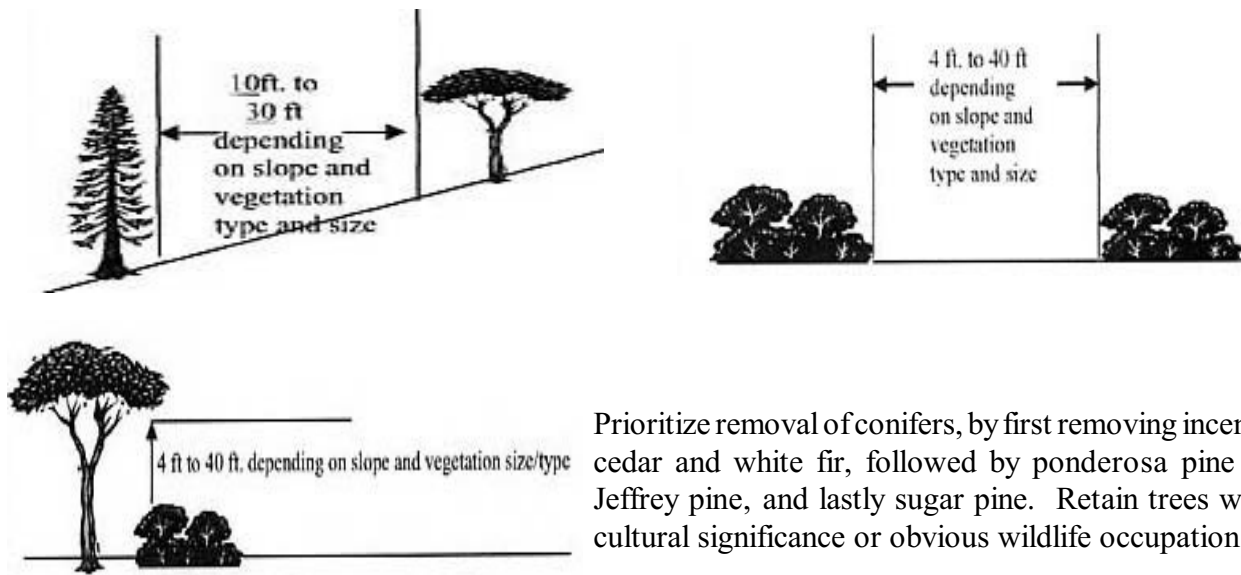 10ft. to
30 ft
depending
on slope and
vegetation
type and size
4 ft. to 40 ft
depending
on slope and
vegetation
type and size
4 ft to 40 ft. depending on slope and vegetation size/type
Prioritize removal of conifers, by first removing
cedar and white fir, followed by ponderosa pine
Jeffrey pine, and lastly sugar pine. Retain trees
cultural significance or obvious wildlife occupation